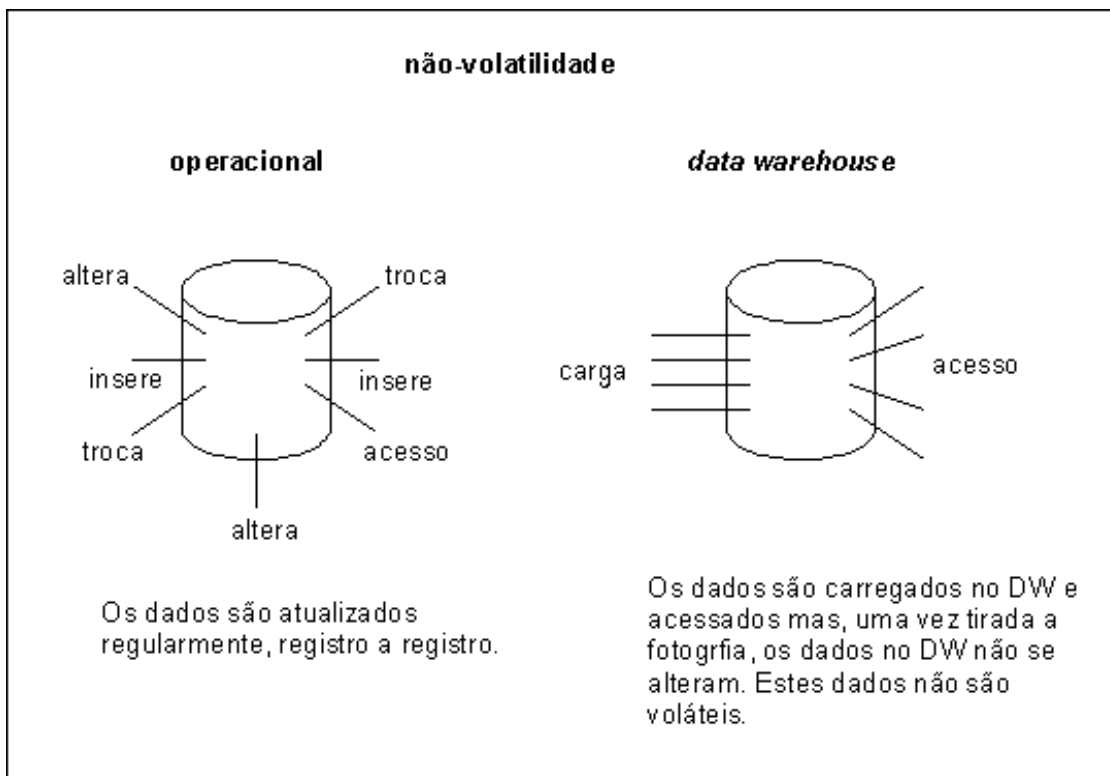 não-volatilidade
operacional
data warehouse
altera
troca
insere
insere
troca
acesso
altera
carga
acesso
Os dados são atualizados
regularmente, registro a registro.
Os dados são carregados no DW e
acessados mas, uma vez tirada a
fotogrfia, os dados no DW não se
alteram. Estes dados não são
voláteis.